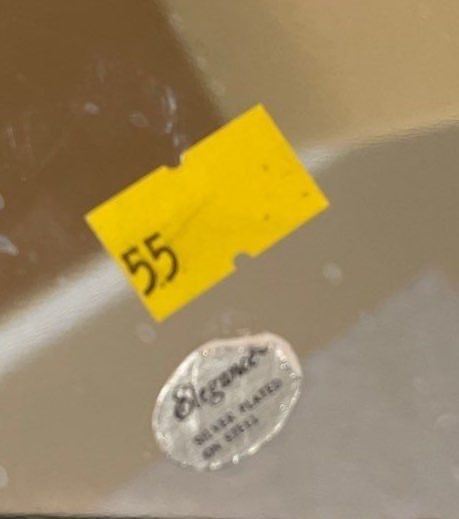 55
Elegance
SILVER PLATED
ON STEEL